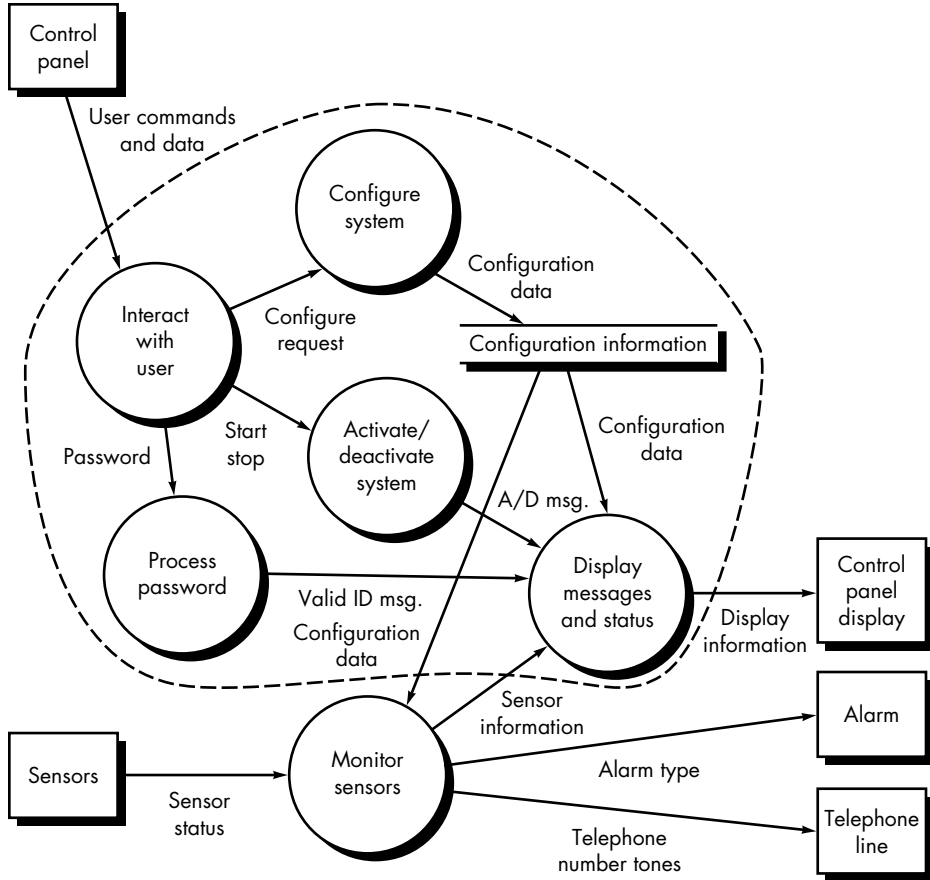 Control
panel
User commands
and data
Configure
system
Configuration
data
Interact
with
user
Configure
request
Configuration information
Start
stop
Activate/
deactivate
system
Configuration
data
Password
A/D msg.
Process
password
Valid ID msg.
Display
messages
and status
Control
panel
display
Display
information
Configuration
data
Sensor
information
Alarm
Sensors
Sensor
status
Monitor
sensors
Alarm type
Telephone
number tones
Telephone
line